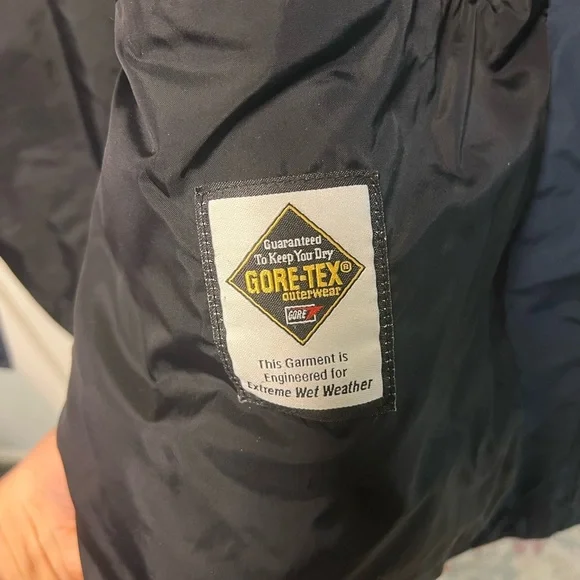 Guaranteed
To Keep You Dry
GORE-TEX®
outerwear
GORE
This Garment is
Engineered for
Extreme Wet Weather